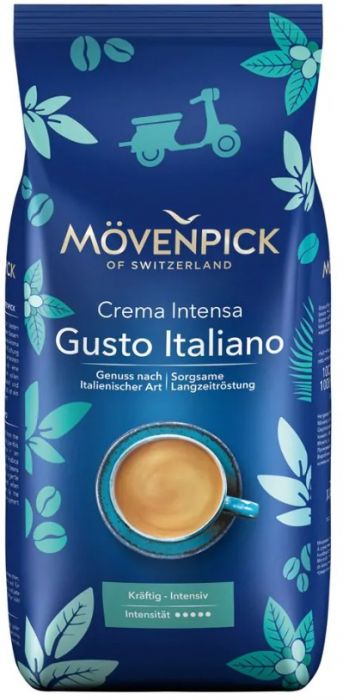 MÖVENPICK
OF SWITZERLAND
Crema Intensa
Gusto Italiano
Genuss nach | Sorgsame
Italienischer Art | Langzeitröstung
Kräftig - Intensiv
Intensität •••••